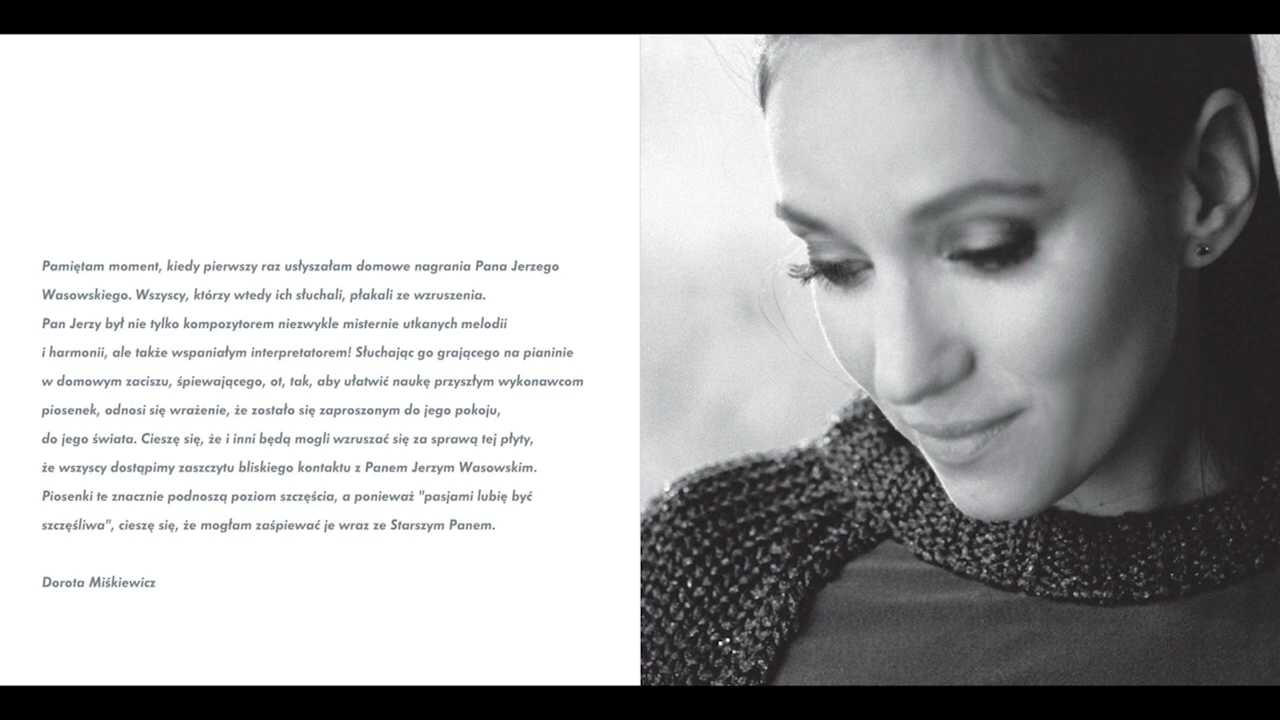 Pamiętam moment, kiedy pierwszy raz usłyszałam domowe nagrania Pana Jerzego
Wasowskiego. Wszyscy, którzy wtedy ich słuchali, płakali ze wzruszenia.
Pan Jerzy był nie tylko kompozytorem niezwykle misternie utkanych melodii
i harmonii, ale także wspaniałym interpretatorem! Słuchając go grającego na pianinie
w domowym zaciszu, śpiewającego, ot, tak, aby ułatwić naukę przyszłym wykonawcom
piosenek, odnosi się wrażenie, że zostało się zaproszonym do jego pokoju,
do jego świata. Cieszę się, że i inni będą mogli wzruszać się za sprawą tej płyty,
że wszyscy dostąpimy zaszczytu bliskiego kontaktu z Panem Jerzym Wasowskim.
Piosenki te znacznie podnoszą poziom szczęścia, a ponieważ "pasjami lubię być
szczęśliwa", cieszę się, że mogłam zaśpiewać je wraz ze Starszym Panem.
Dorota Miśkiewicz